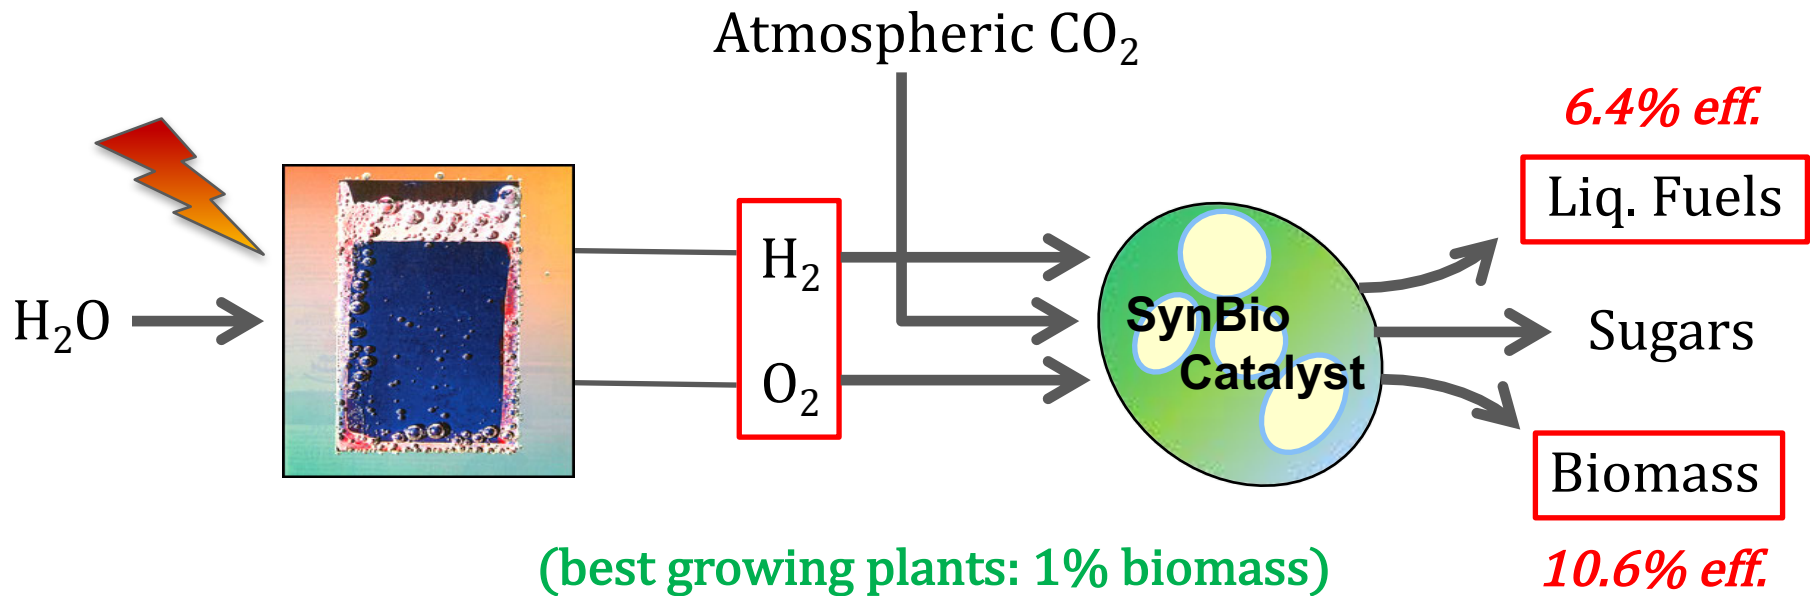 Atmospheric CO₂
6.4% eff.
Liq. Fuels
H₂
H₂O
SynBio
Catalyst
Sugars
O₂
Biomass
(best growing plants: 1% biomass)
10.6% eff.